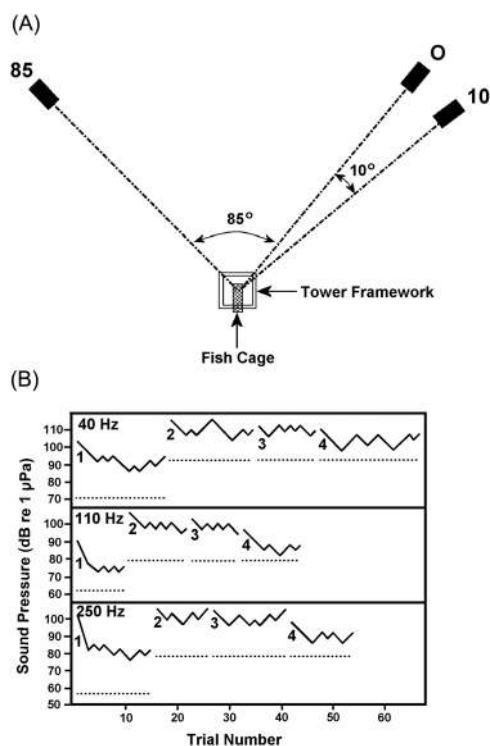 (A)
85
O
10
10°
85°
Tower Framework
Fish Cage
(B)
Sound Pressure (dB re 1 µPa)
40 Hz
110
100
90
80
70
1
2
3
4
110 Hz
100
90
80
70
60
1
2
3
4
250 Hz
100
90
80
70
60
50
1
2
3
4
10 20 30 40 50 60
Trial Number